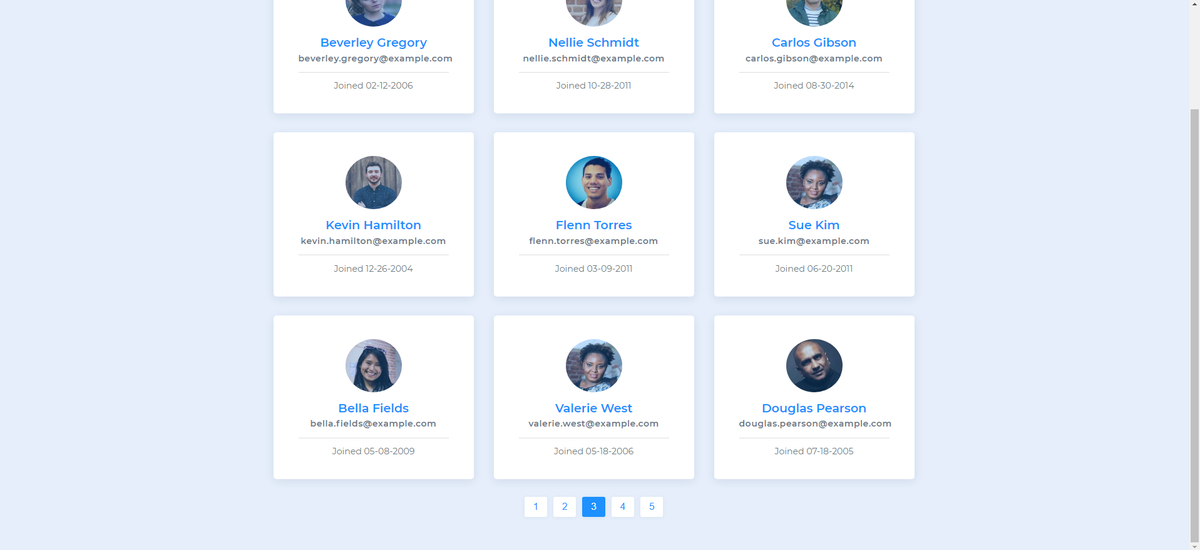 Beverley Gregory
beverley.gregory@example.com
Joined 02-12-2006
Nellie Schmidt
nellie.schmidt@example.com
Joined 10-28-2011
Carlos Gibson
carlos.gibson@example.com
Joined 08-30-2014
Kevin Hamilton
kevin.hamilton@example.com
Joined 12-26-2004
Flenn Torres
flenn.torres@example.com
Joined 03-09-2011
Sue Kim
sue.kim@example.com
Joined 06-20-2011
Bella Fields
bella.fields@example.com
Joined 05-08-2009
Valerie West
valerie.west@example.com
Joined 05-18-2006
Douglas Pearson
douglas.pearson@example.com
Joined 07-18-2005
1 2 3 4 5